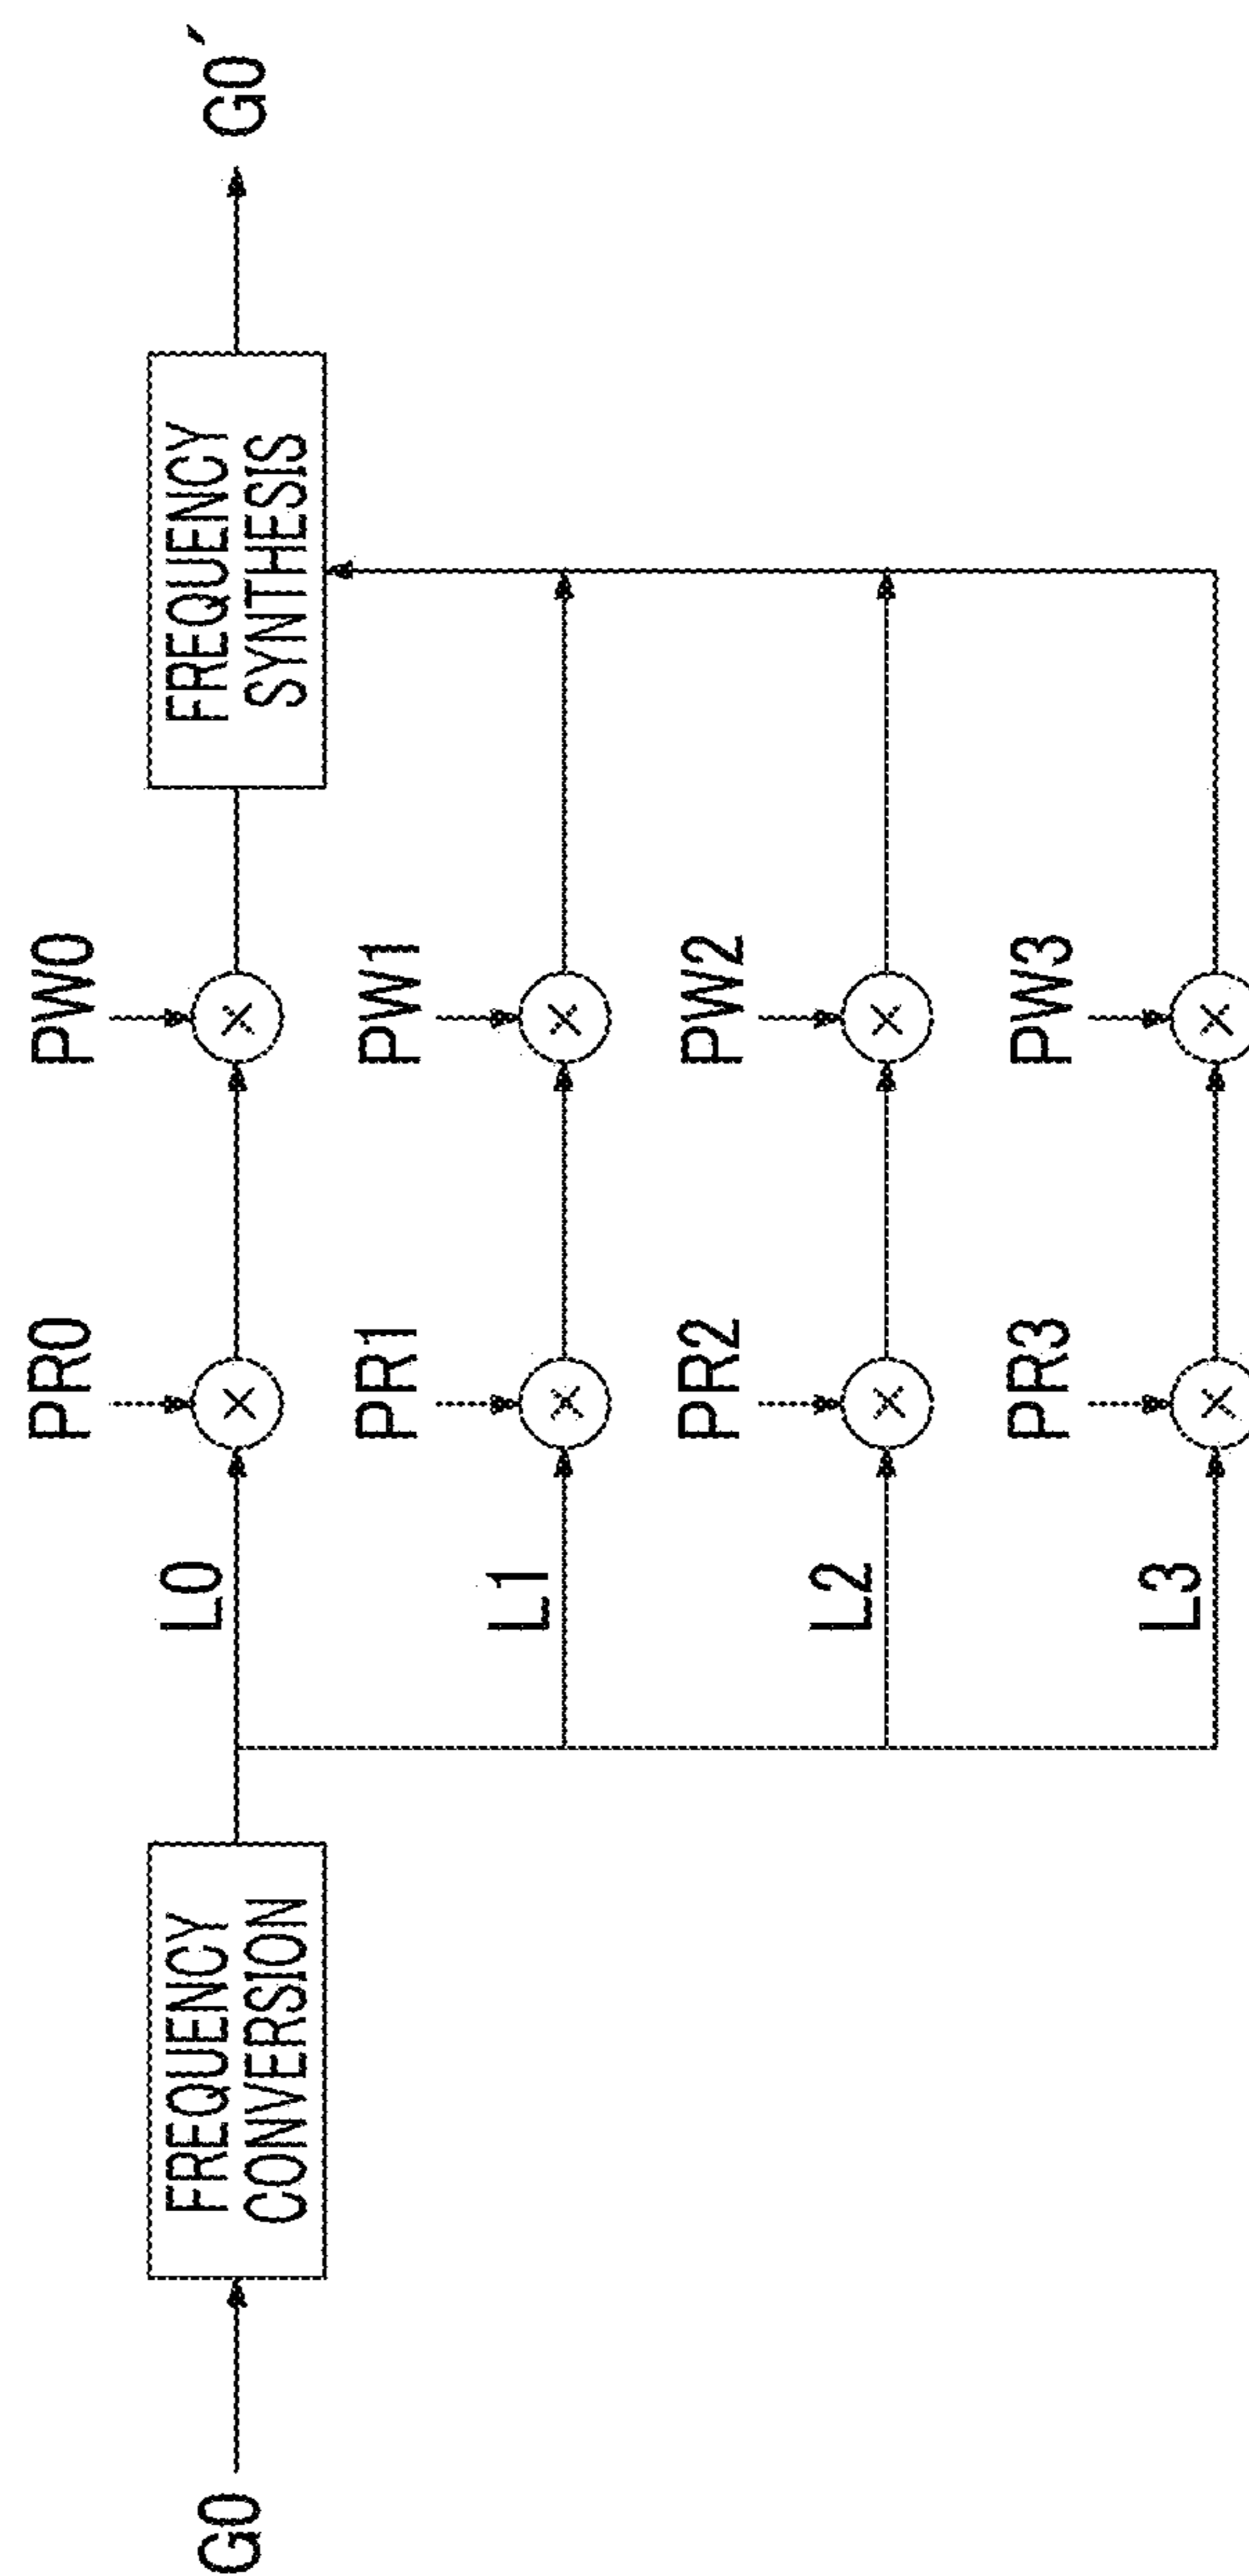 G0
FREQUENCY
CONVERSION
L0
PR0
PW0
FREQUENCY
SYNTHESIS
G0′
L1
PR1
PW1
L2
PR2
PW2
L3
PR3
PW3